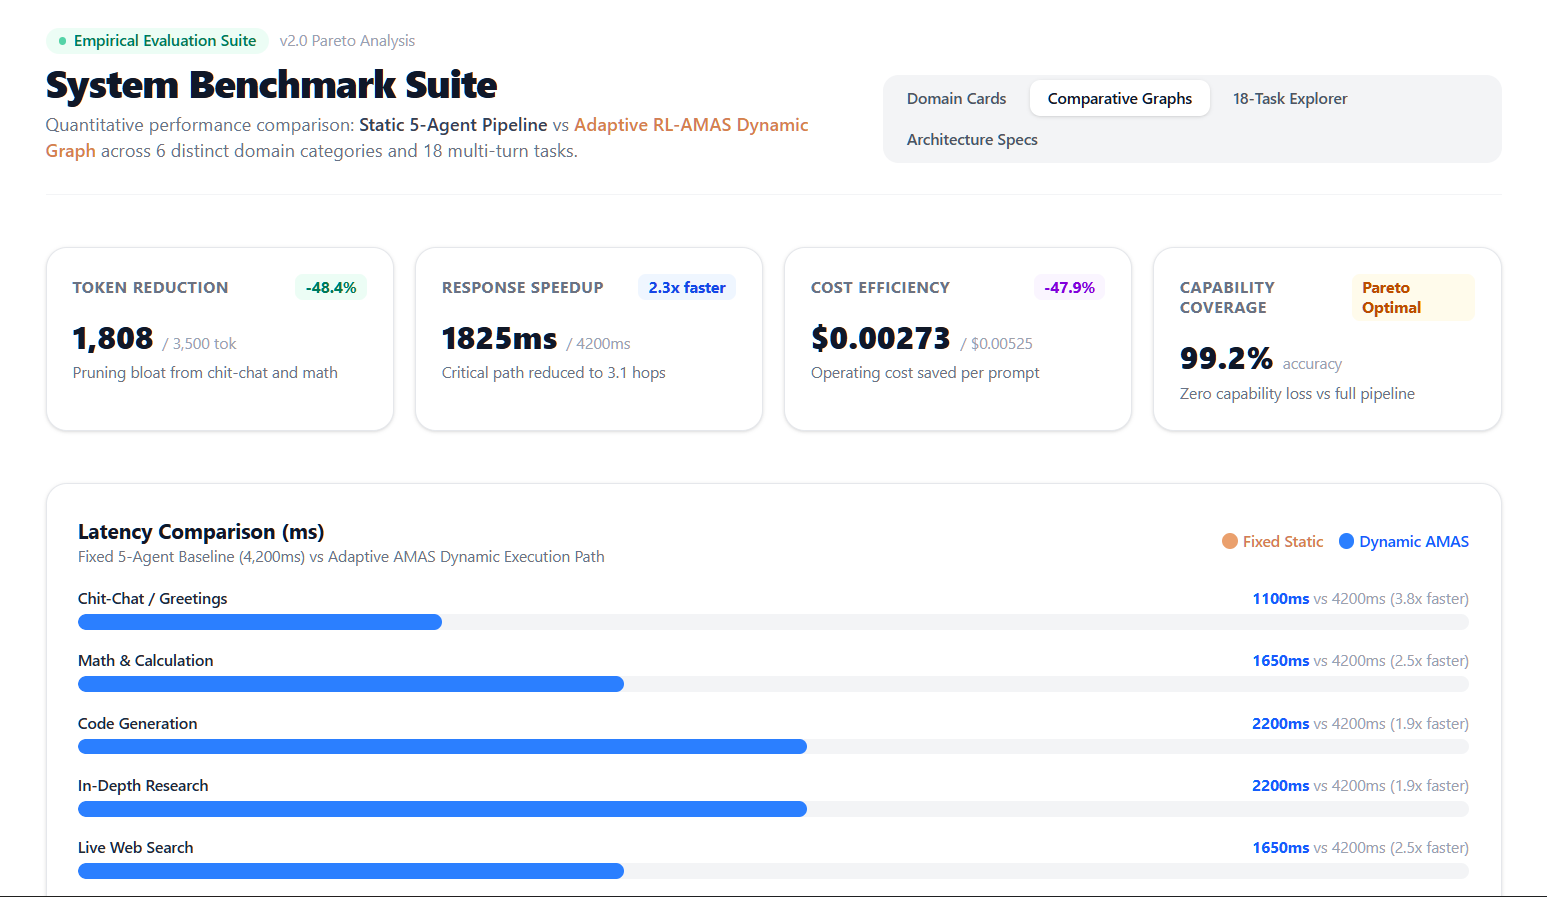 Empirical Evaluation Suite v2.0 Pareto Analysis
System Benchmark Suite
Quantitative performance comparison: Static 5-Agent Pipeline vs Adaptive RL-AMAS Dynamic
Graph across 6 distinct domain categories and 18 multi-turn tasks.
Domain Cards Comparative Graphs 18-Task Explorer
Architecture Specs
TOKEN REDUCTION -48.4%
1,808 / 3,500 tok
Pruning bloat from chit-chat and math
RESPONSE SPEEDUP 2.3x faster
1825ms / 4200ms
Critical path reduced to 3.1 hops
COST EFFICIENCY -47.9%
$0.00273 / $0.00525
Operating cost saved per prompt
CAPABILITY
COVERAGE
Pareto
Optimal
99.2% accuracy
Zero capability loss vs full pipeline
Latency Comparison (ms)
Fixed 5-Agent Baseline (4,200ms) vs Adaptive AMAS Dynamic Execution Path
Fixed Static Dynamic AMAS
Chit-Chat / Greetings 1100ms vs 4200ms (3.8x faster)
Math & Calculation 1650ms vs 4200ms (2.5x faster)
Code Generation 2200ms vs 4200ms (1.9x faster)
In-Depth Research 2200ms vs 4200ms (1.9x faster)
Live Web Search 1650ms vs 4200ms (2.5x faster)